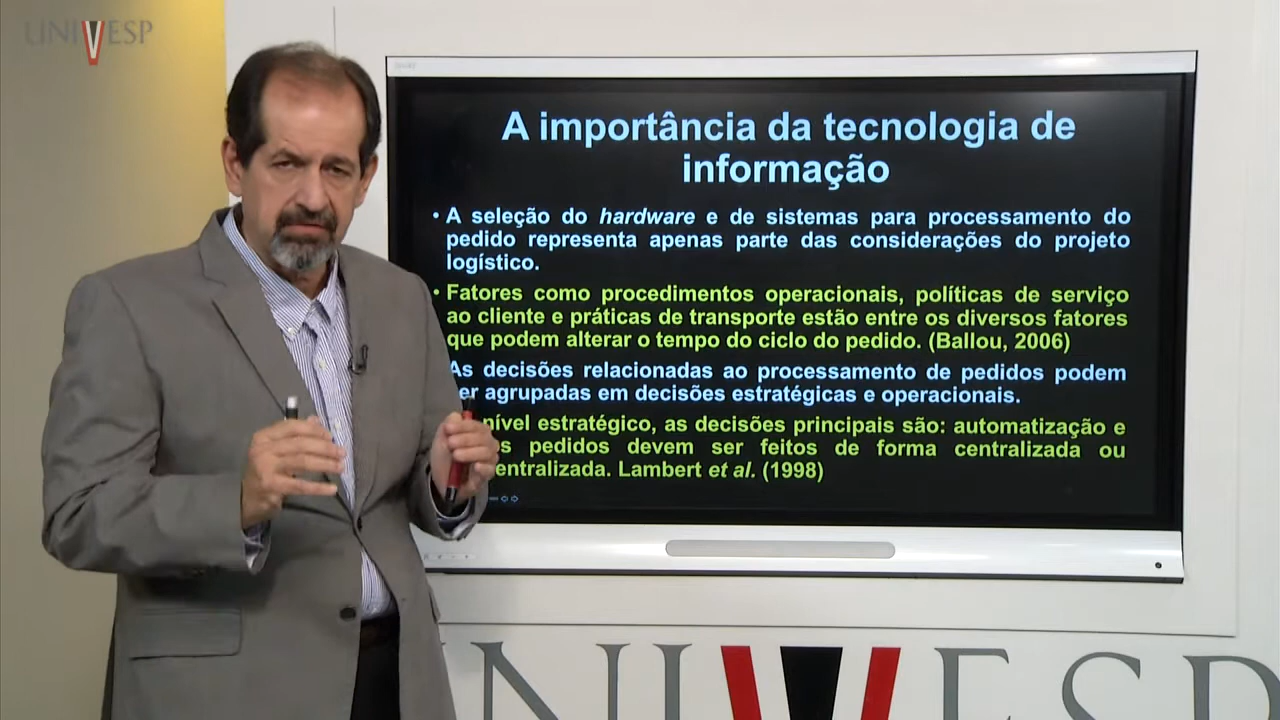 UNIVESP
A importância da tecnologia de
informação
• A seleção do hardware e de sistemas para processamento do
pedido representa apenas parte das considerações do projeto
logístico.
• Fatores como procedimentos operacionais, políticas de serviço
ao cliente e práticas de transporte estão entre os diversos fatores
que podem alterar o tempo do ciclo do pedido. (Ballou, 2006)
As decisões relacionadas ao processamento de pedidos podem
er agrupadas em decisões estratégicas e operacionais.
nível estratégico, as decisões principais são: automatização e
s pedidos devem ser feitos de forma centralizada ou
entralizada. Lambert et al. (1998)
UNIVESP